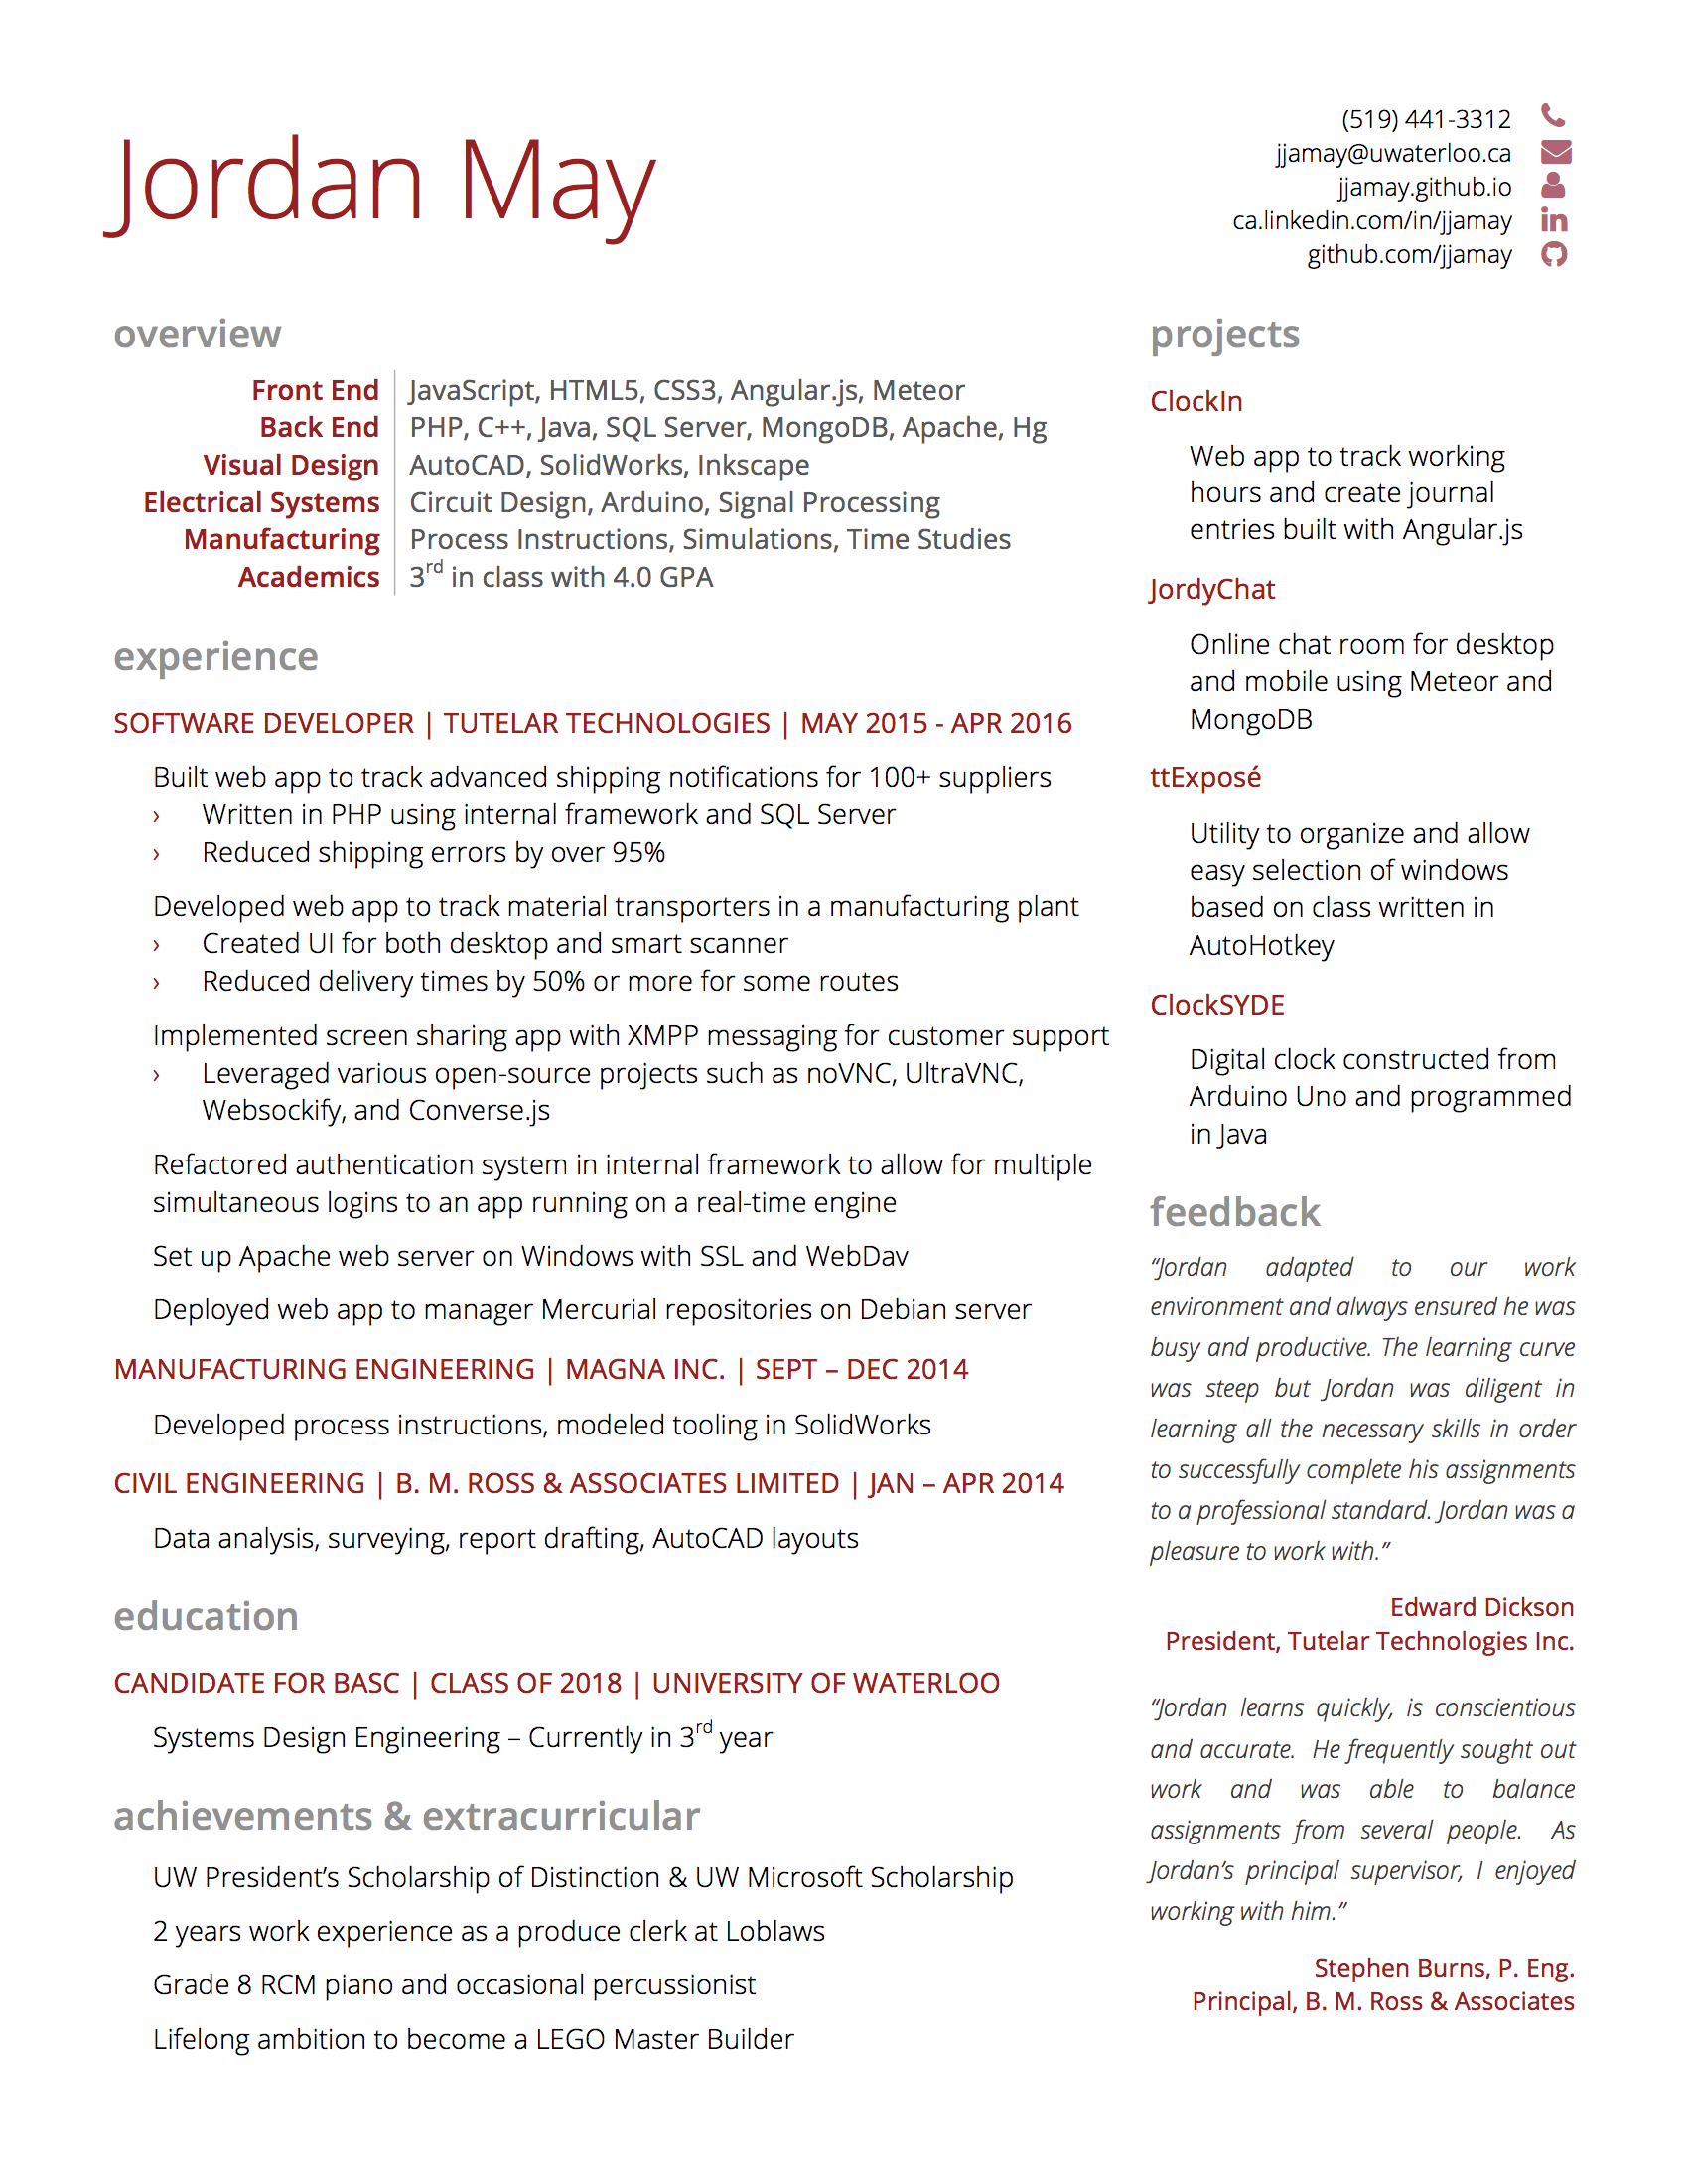 Jordan May
(519) 441-3312
jjamay@uwaterloo.ca
jjamay.github.io
ca.linkedin.com/in/jjamay
github.com/jjamay
overview
Front End JavaScript, HTML5, CSS3, Angular.js, Meteor
Back End PHP, C++, Java, SQL Server, MongoDB, Apache, Hg
Visual Design AutoCAD, SolidWorks, Inkscape
Electrical Systems Circuit Design, Arduino, Signal Processing
Manufacturing Process Instructions, Simulations, Time Studies
Academics 3rd in class with 4.0 GPA
experience
SOFTWARE DEVELOPER | TUTELAR TECHNOLOGIES | MAY 2015 - APR 2016
Built web app to track advanced shipping notifications for 100+ suppliers
› Written in PHP using internal framework and SQL Server
› Reduced shipping errors by over 95%
Developed web app to track material transporters in a manufacturing plant
› Created UI for both desktop and smart scanner
› Reduced delivery times by 50% or more for some routes
Implemented screen sharing app with XMPP messaging for customer support
› Leveraged various open-source projects such as noVNC, UltraVNC,
Websockify, and Converse.js
Refactored authentication system in internal framework to allow for multiple
simultaneous logins to an app running on a real-time engine
Set up Apache web server on Windows with SSL and WebDav
Deployed web app to manager Mercurial repositories on Debian server
MANUFACTURING ENGINEERING | MAGNA INC. | SEPT – DEC 2014
Developed process instructions, modeled tooling in SolidWorks
CIVIL ENGINEERING | B. M. ROSS & ASSOCIATES LIMITED | JAN – APR 2014
Data analysis, surveying, report drafting, AutoCAD layouts
education
CANDIDATE FOR BASC | CLASS OF 2018 | UNIVERSITY OF WATERLOO
Systems Design Engineering – Currently in 3rd year
achievements & extracurricular
UW President’s Scholarship of Distinction & UW Microsoft Scholarship
2 years work experience as a produce clerk at Loblaws
Grade 8 RCM piano and occasional percussionist
Lifelong ambition to become a LEGO Master Builder
projects
ClockIn
Web app to track working
hours and create journal
entries built with Angular.js
JordyChat
Online chat room for desktop
and mobile using Meteor and
MongoDB
ttExposé
Utility to organize and allow
easy selection of windows
based on class written in
AutoHotkey
ClockSYDE
Digital clock constructed from
Arduino Uno and programmed
in Java
feedback
“Jordan adapted to our work
environment and always ensured he was
busy and productive. The learning curve
was steep but Jordan was diligent in
learning all the necessary skills in order
to successfully complete his assignments
to a professional standard. Jordan was a
pleasure to work with.”
Edward Dickson
President, Tutelar Technologies Inc.
“Jordan learns quickly, is conscientious
and accurate. He frequently sought out
work and was able to balance
assignments from several people. As
Jordan’s principal supervisor, I enjoyed
working with him.”
Stephen Burns, P. Eng.
Principal, B. M. Ross & Associates